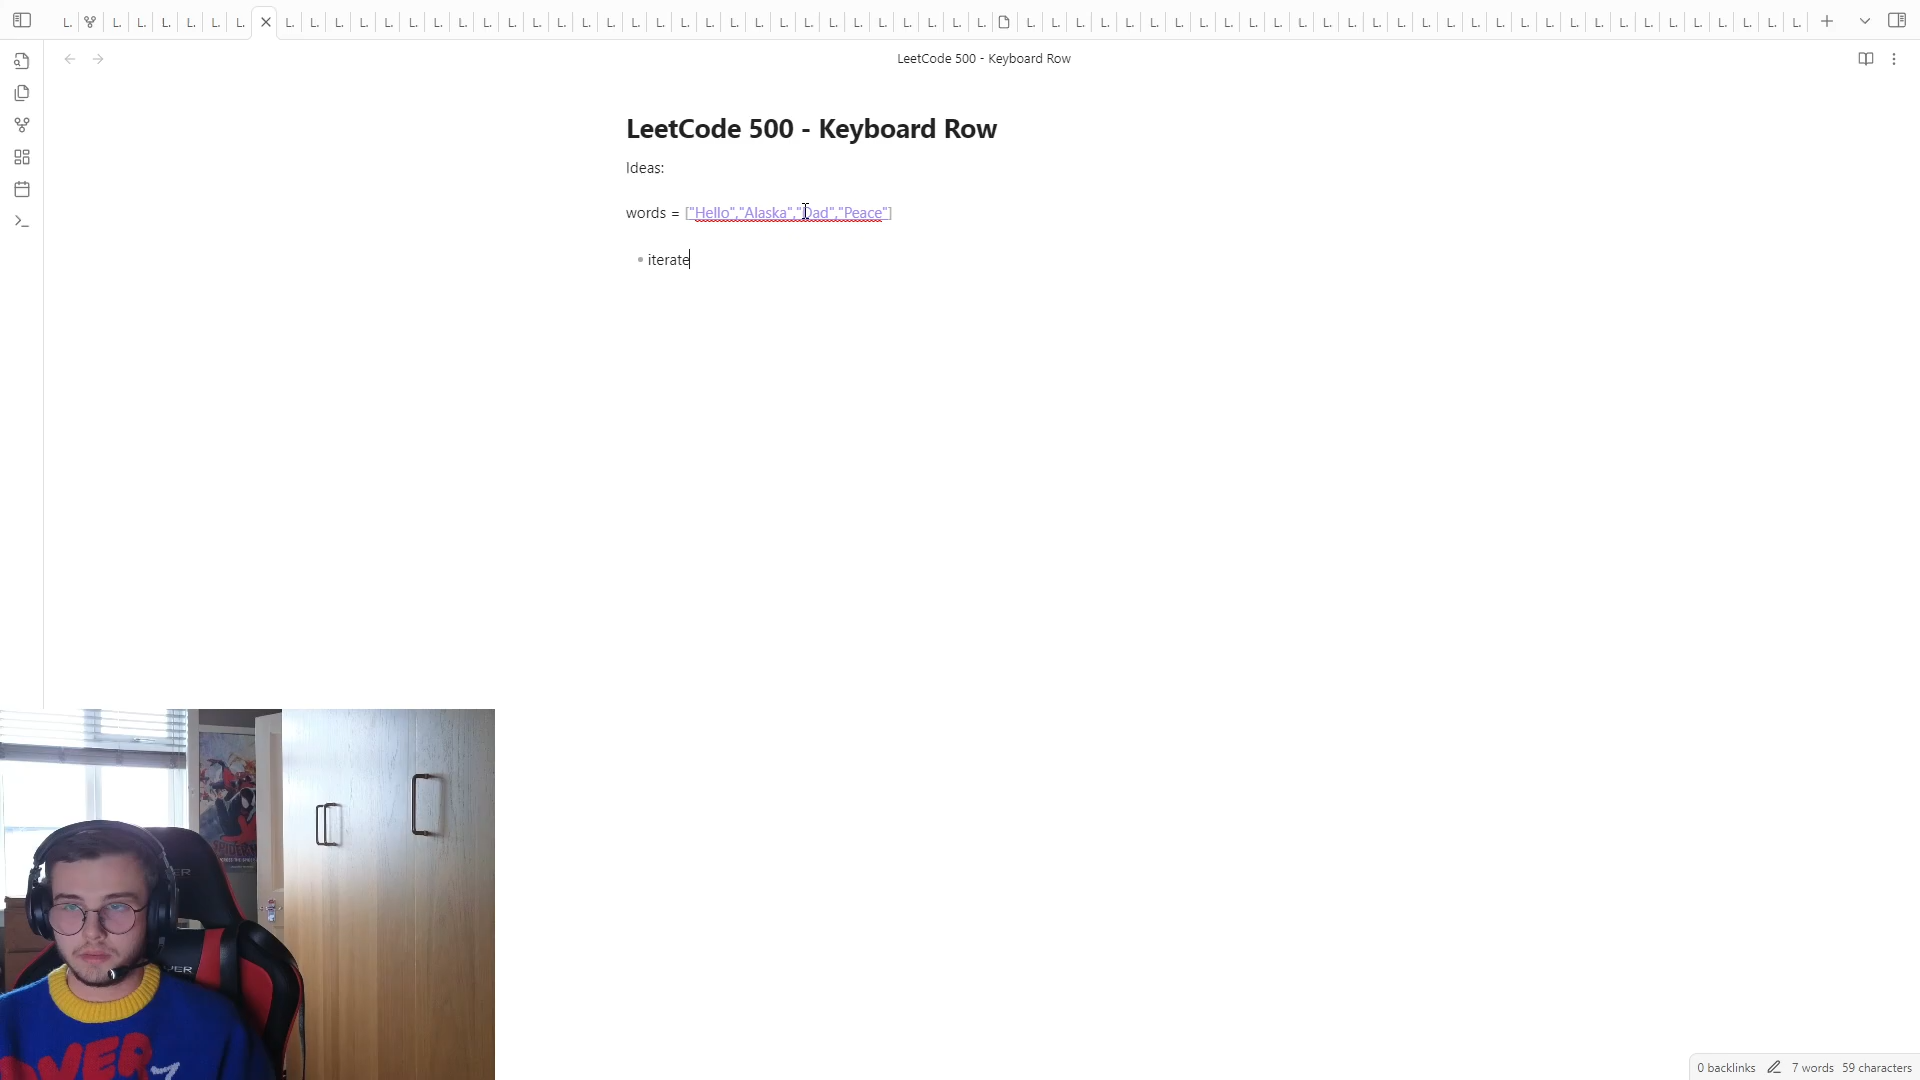 L. L. L. L. L. L. L. L. L. L. L. L. L. L. L. L. L. L. L. L. L. L. L. L. L. L. L. L. L. L. L. L. L. L. L. L. L. L. L. L. L. L. L. L. L. L. L. L. L. L. L. L. L. L. L. L. L. L. L. L. L. L. L. L. L. L. L. L.
LeetCode 500 - Keyboard Row
LeetCode 500 - Keyboard Row
Ideas:
words = ["Hello","Alaska","Dad","Peace"]
iterate
0 backlinks 7 words 59 characters